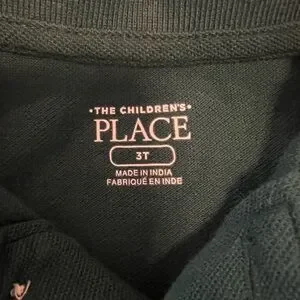 •THE CHILDREN'S•
PLACE
3T
MADE IN INDIA
FABRIQUÉ EN INDE